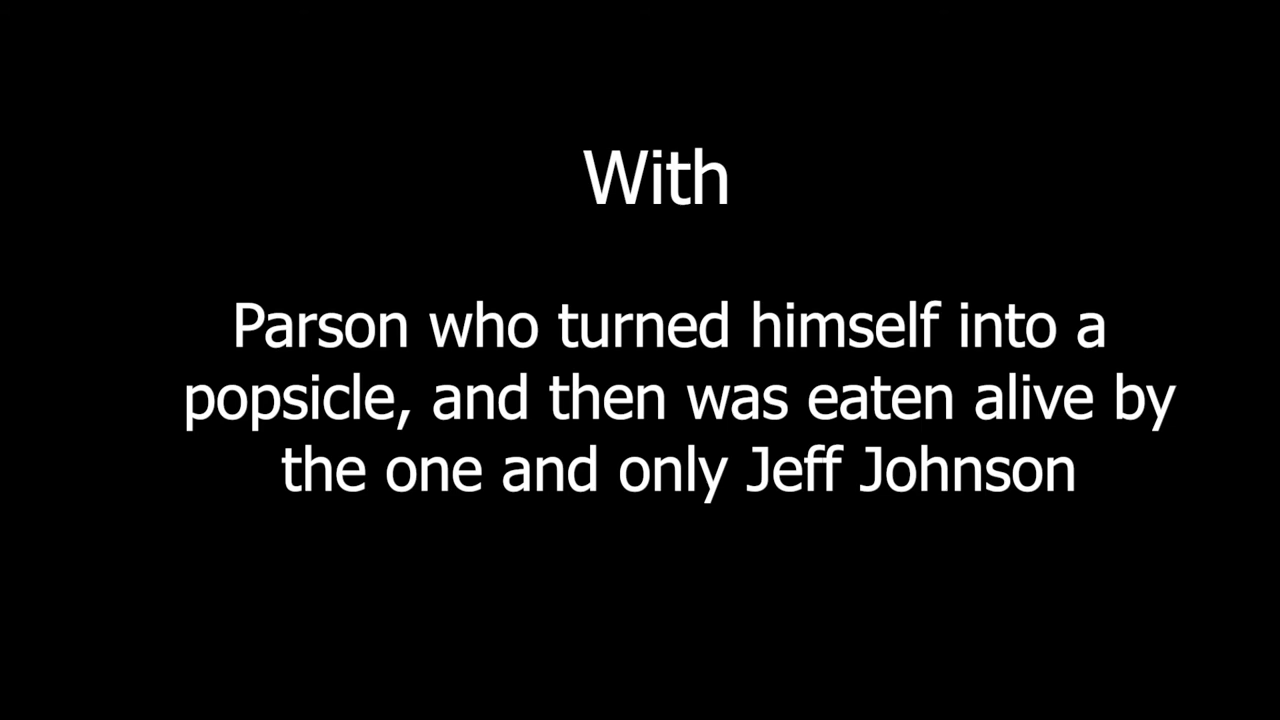 With
Parson who turned himself into a
popsicle, and then was eaten alive by
the one and only Jeff Johnson